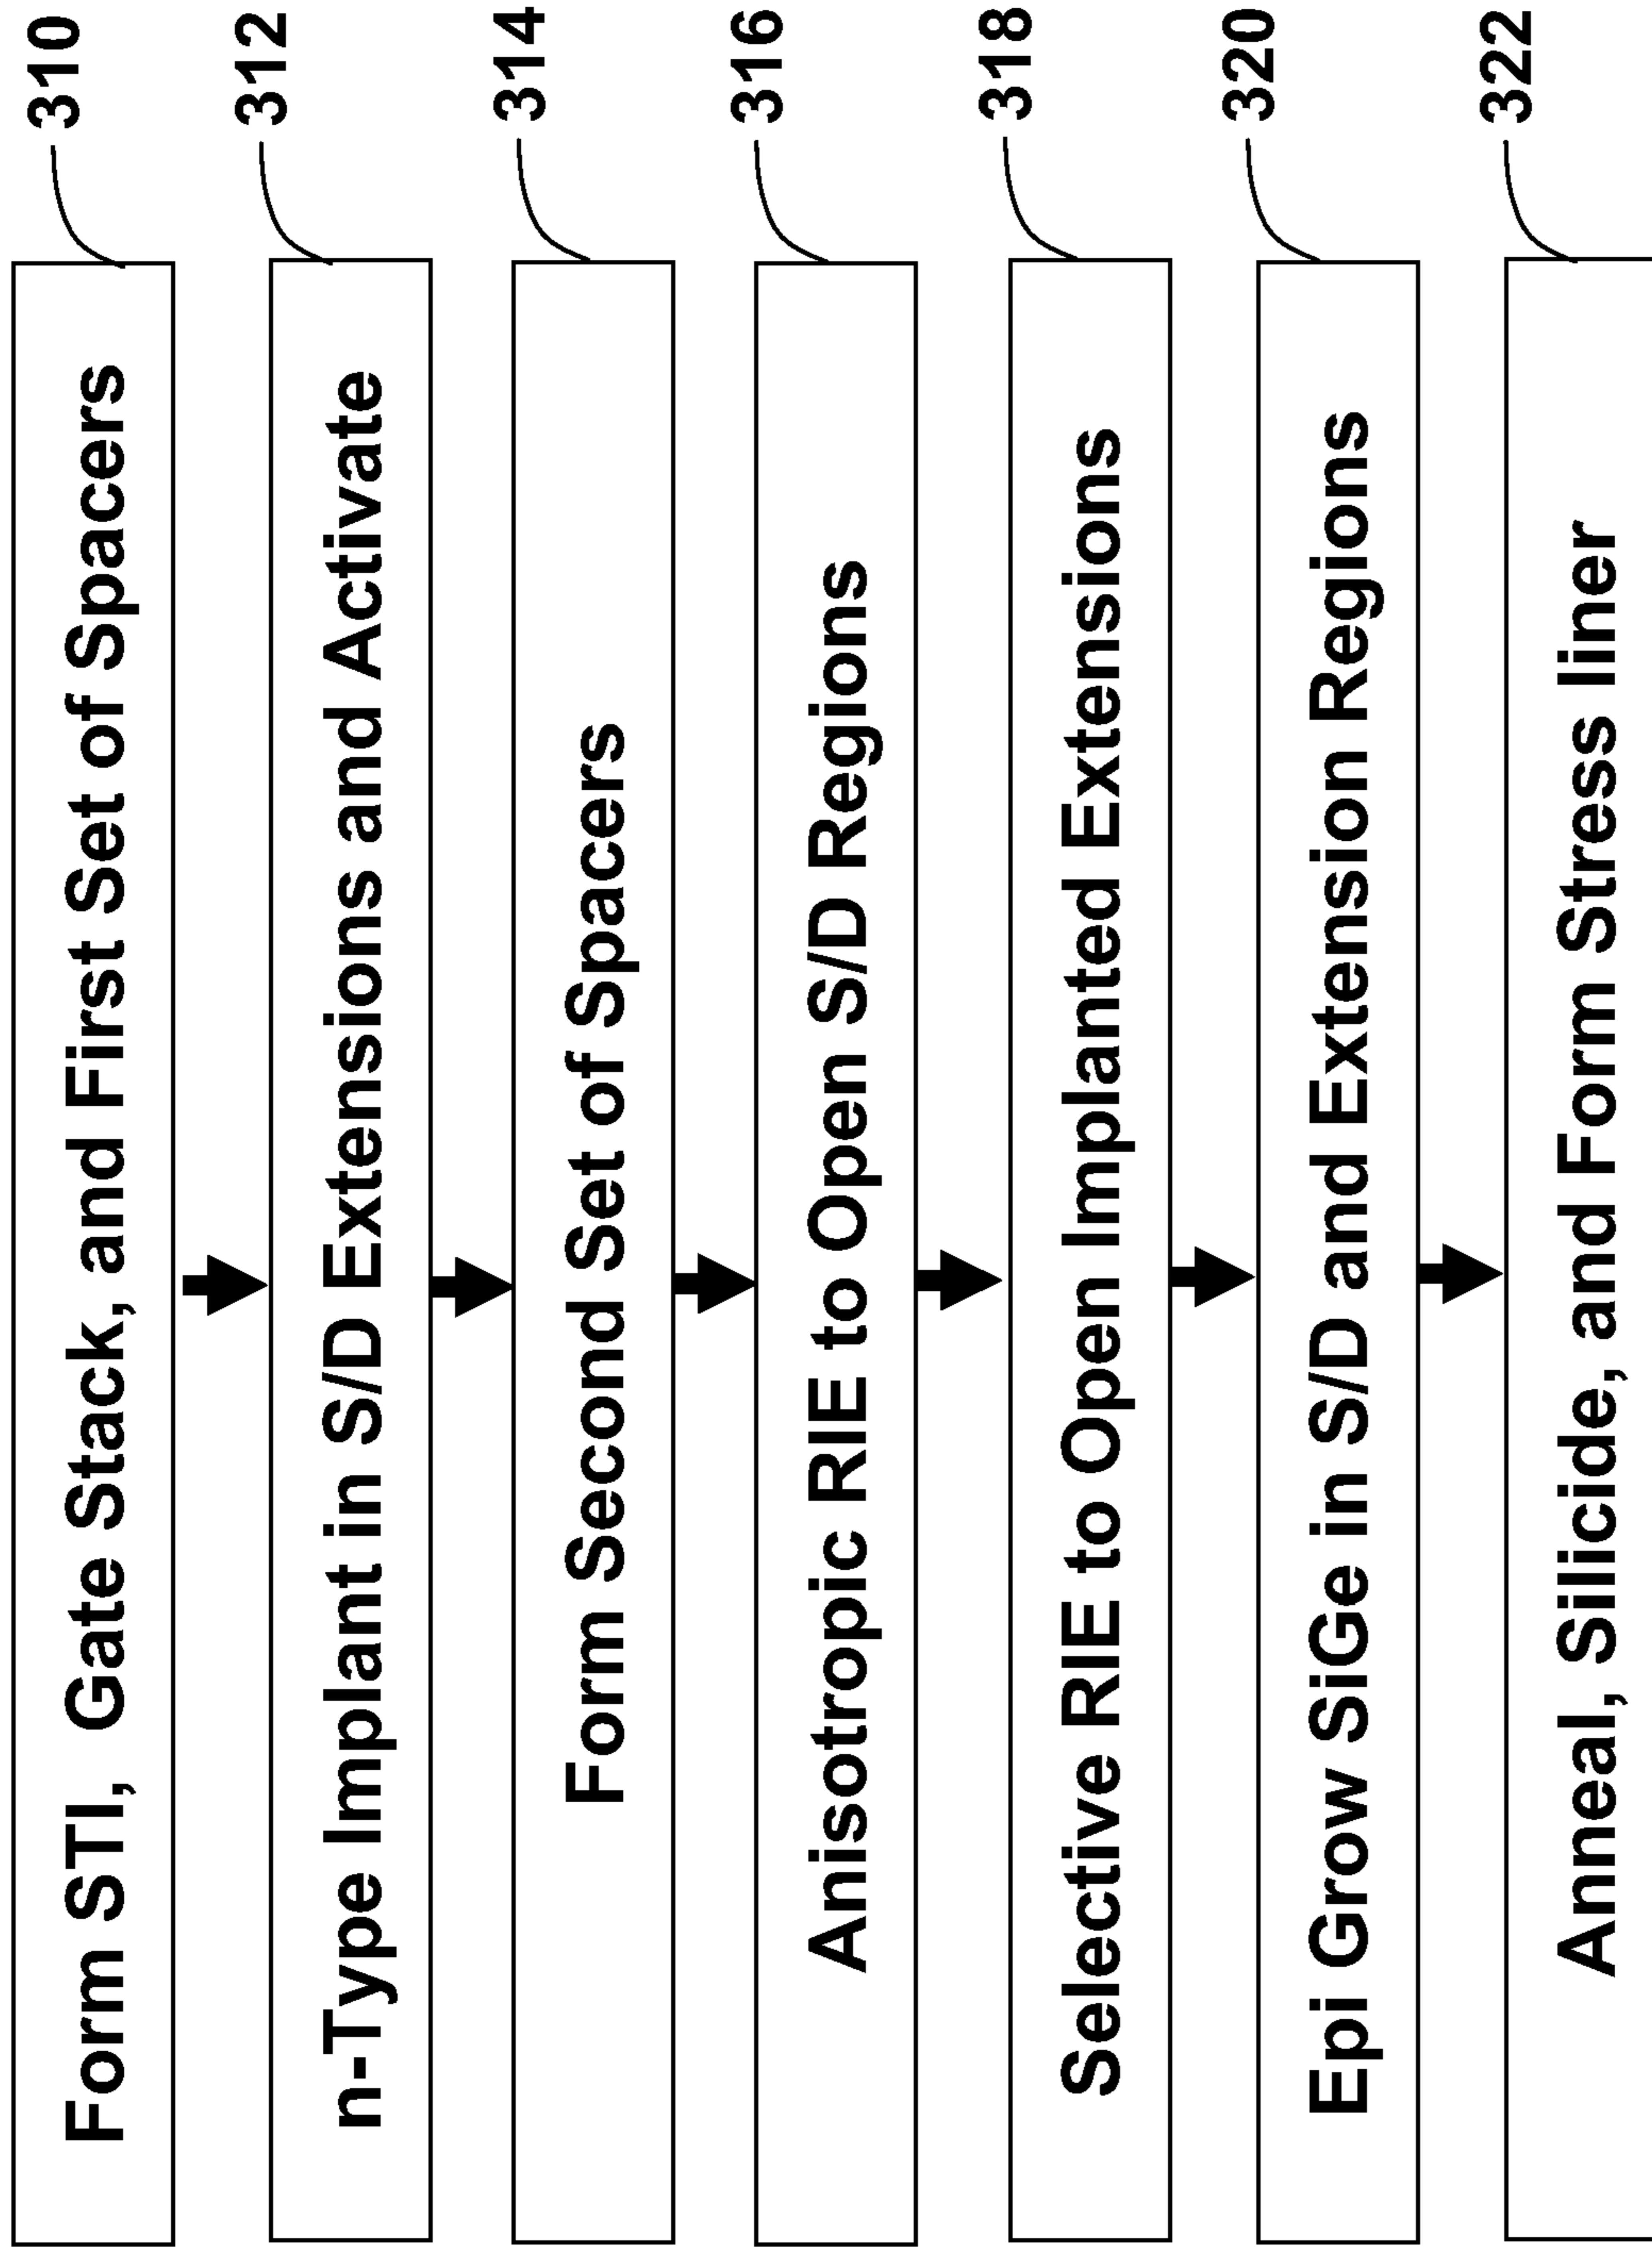 Form STI, Gate Stack, and First Set of Spacers 310
n-Type Implant in S/D Extensions and Activate 312
Form Second Set of Spacers 314
Anisotropic RIE to Open S/D Regions 316
Selective RIE to Open Implanted Extensions 318
Epi Grow SiGe in S/D and Extension Regions 320
Anneal, Silicide, and Form Stress liner 322